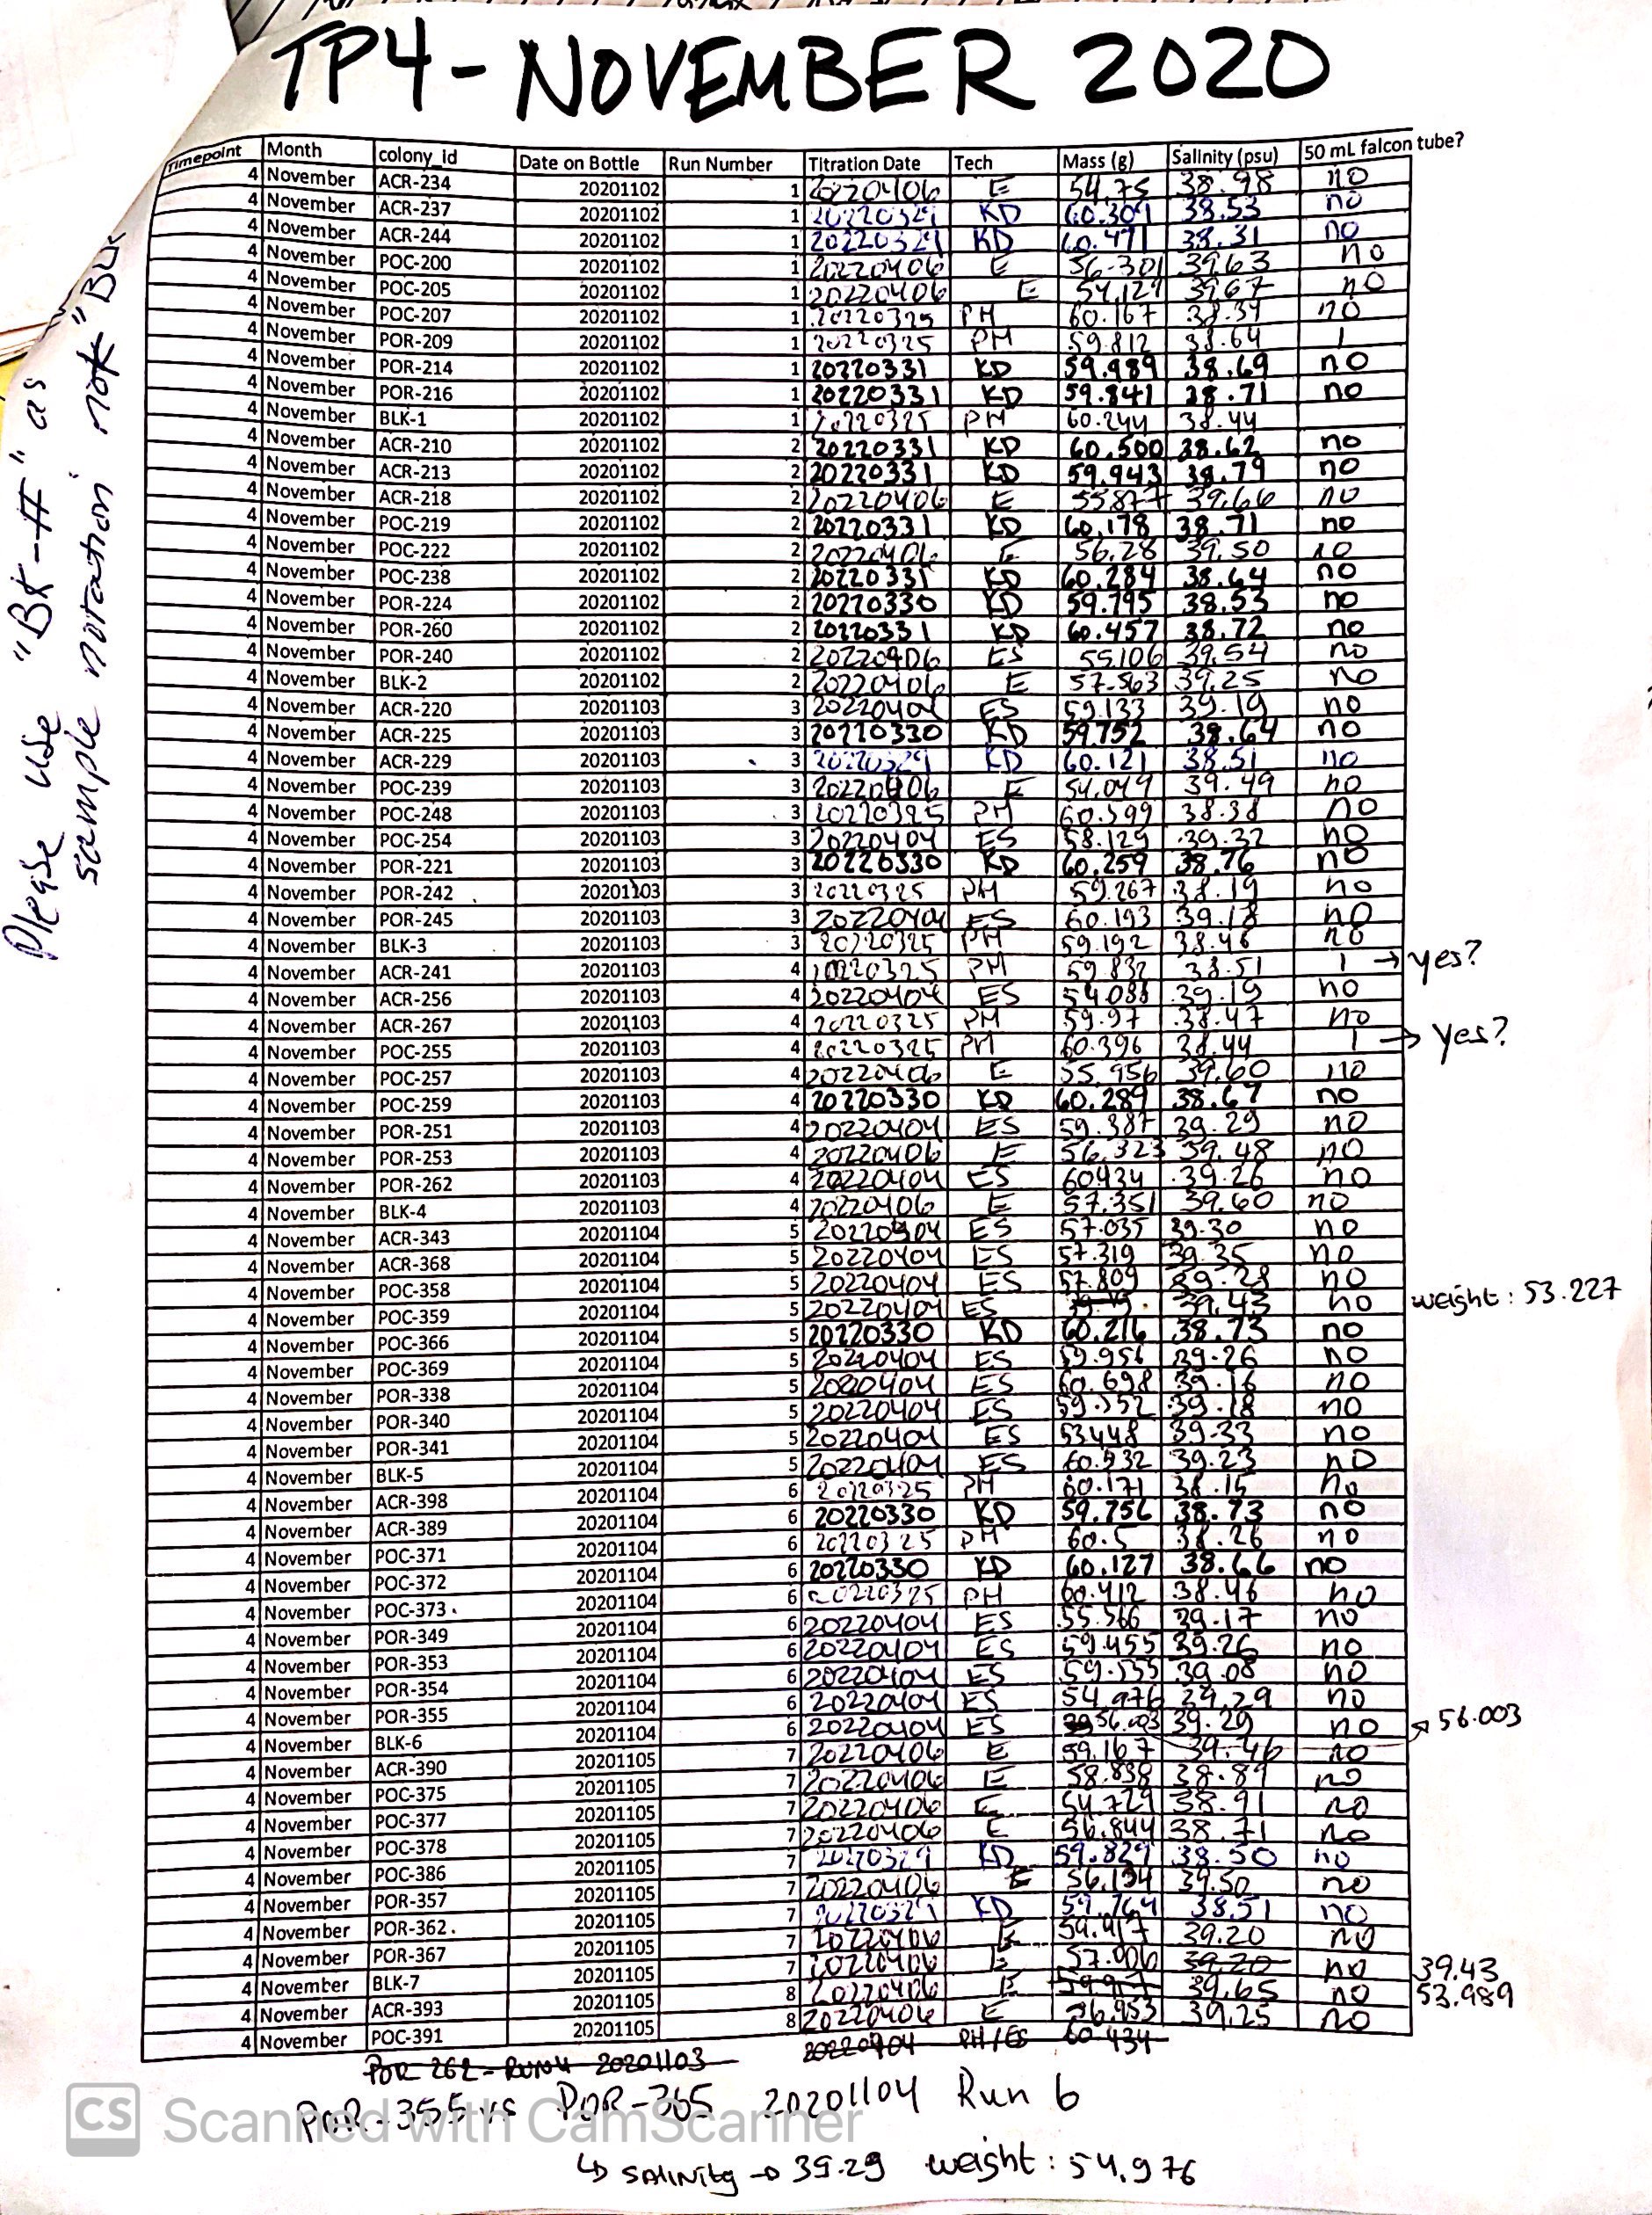 TP4 - NOVEMBER 2020
Timepoint Month colony_id Date on Bottle Run Number Titration Date Tech Mass (g) Salinity (psu) 50 mL falcon tube?
4 November ACR-234 20201102 1 20220406 E 54.75 38.98 no
4 November ACR-237 20201102 1 20220329 KD 60.309 38.53 no
4 November ACR-244 20201102 1 20220329 KD 60.471 38.31 no
4 November POC-200 20201102 1 20220406 E 56.301 39.63 no
4 November POC-205 20201102 1 20220406 E 54.129 39.67 no
4 November POC-207 20201102 1 20220325 PH 60.167 38.34 no
4 November POR-209 20201102 1 20220325 PM 59.812 38.64 1
4 November POR-214 20201102 1 20220331 KD 59.989 38.69 no
4 November POR-216 20201102 1 20220331 KD 59.841 38.71 no
4 November BLK-1 20201102 1 20220325 PM 60.244 38.44
4 November ACR-210 20201102 2 20220331 KD 60.500 38.62 no
4 November ACR-213 20201102 2 20220331 KD 59.943 38.79 no
4 November ACR-218 20201102 2 20220406 E 55.877 39.66 no
4 November POC-219 20201102 2 20220331 KD 60.178 38.71 no
4 November POC-222 20201102 2 20220406 E 56.28 39.50 no
4 November POC-238 20201102 2 20220331 KD 60.284 38.64 no
4 November POR-224 20201102 2 20220330 KD 59.795 38.53 no
4 November POR-260 20201102 2 20220331 KD 60.457 38.72 no
4 November POR-240 20201102 2 20220406 ES 55.106 39.54 no
4 November BLK-2 20201102 2 20220406 E 57.563 39.25 no
4 November ACR-220 20201103 3 20220404 ES 59.133 39.19 no
4 November ACR-225 20201103 3 20220330 KD 59.752 38.64 no
4 November ACR-229 20201103 3 20220329 KD 60.121 38.51 no
4 November POC-239 20201103 3 20220406 E 54.049 39.49 no
4 November POC-248 20201103 3 20220325 PH 60.599 38.38 no
4 November POC-254 20201103 3 20220404 ES 58.129 39.32 no
4 November POR-221 20201103 3 20220330 KD 60.259 38.76 no
4 November POR-242 20201103 3 20220325 PM 59.267 38.19 no
4 November POR-245 20201103 3 20220404 ES 60.193 39.18 no
4 November BLK-3 20201103 3 20220325 PM 59.192 38.46 no
4 November ACR-241 20201103 4 20220325 PM 59.832 38.51 1 → yes?
4 November ACR-256 20201103 4 20220404 ES 54.088 39.19 no
4 November ACR-267 20201103 4 20220325 PM 59.97 38.47 no
4 November POC-255 20201103 4 20220325 PM 60.396 38.44 1 → yes?
4 November POC-257 20201103 4 20220406 E 55.956 39.60 no
4 November POC-259 20201103 4 20220330 KD 60.289 38.67 no
4 November POR-251 20201103 4 20220404 ES 59.387 39.29 no
4 November POR-253 20201103 4 20220406 E 56.323 39.48 no
4 November POR-262 20201103 4 20220404 ES 60434 39.26 no
4 November BLK-4 20201103 4 20220406 E 57.351 39.60 no
4 November ACR-343 20201104 5 20220404 ES 57.035 39.30 no
4 November ACR-368 20201104 5 20220404 ES 57.319 39.35 no
4 November POC-358 20201104 5 20220404 ES 57.809 39.28 no
4 November POC-359 20201104 5 20220404 ES 39.43 no weight: 53.227
4 November POC-366 20201104 5 20220330 KD 60.216 38.73 no
4 November POC-369 20201104 5 20220404 ES 59.956 39.26 no
4 November POR-338 20201104 5 2020404 ES 60.698 39.16 no
4 November POR-340 20201104 5 20220404 ES 59.552 39.18 no
4 November POR-341 20201104 5 20220404 ES 53448 39.33 no
4 November BLK-5 20201104 5 20220404 ES 60.532 39.23 no
4 November ACR-398 20201104 6 20220325 PH 60.171 38.15 no
4 November ACR-389 20201104 6 20220330 KD 59.756 38.73 no
4 November POC-371 20201104 6 20220325 PH 60.5 38.26 no
4 November POC-372 20201104 6 20220330 KD 60.127 38.66 no
4 November POC-373 20201104 6 20220325 PH 60.412 38.46 no
4 November POR-349 20201104 6 20220404 ES 55.566 39.17 no
4 November POR-353 20201104 6 20220404 ES 59.455 39.26 no
4 November POR-354 20201104 6 20220404 ES 59.535 39.08 no
4 November POR-355 20201104 6 20220404 ES 54.976 39.29 no
4 November BLK-6 20201104 6 20220404 ES 56.003 39.29 no → 56.003
4 November ACR-390 20201105 7 20220406 E 59.167 39.46 no
4 November POC-375 20201105 7 20220406 E 58.838 38.89 no
4 November POC-377 20201105 7 20220406 E 54.729 38.91 no
4 November POC-378 20201105 7 20220406 E 56.844 38.71 no
4 November POC-386 20201105 7 20220329 KD 59.829 38.50 no
4 November POR-357 20201105 7 20220406 E 56.134 39.50 no
4 November POR-362 20201105 7 20220329 KD 59.764 38.51 no
4 November POR-367 20201105 7 20220406 E 59.917 39.20 no
4 November BLK-7 20201105 7 20220406 E 57.006 39.20 no 39.43
4 November ACR-393 20201105 8 20220406 E 59.917 39.65 no 53.989
4 November POC-391 20201105 8 20220406 E 56.953 39.25 no
POR 262 - RUN4 20201103 20220404 PH/ES 60.434
POR-355 vs POR-365 20201104 Run 6
↳ salinity → 39.29 weight: 54.976
Please use "BK-#" as
sample notation not "BLK
CS Scanned with CamScanner